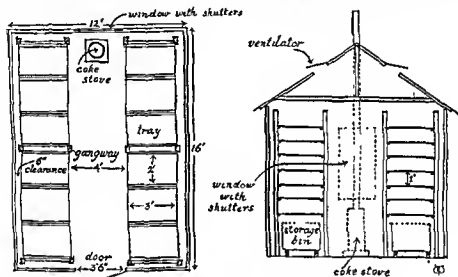 window with shutters
12'
coke
stove
tray
gangway
4'
6"
clearance
2'
16'
3'
door
3'6"
ventilator
window
with
shutters
storage
bin
coke stove